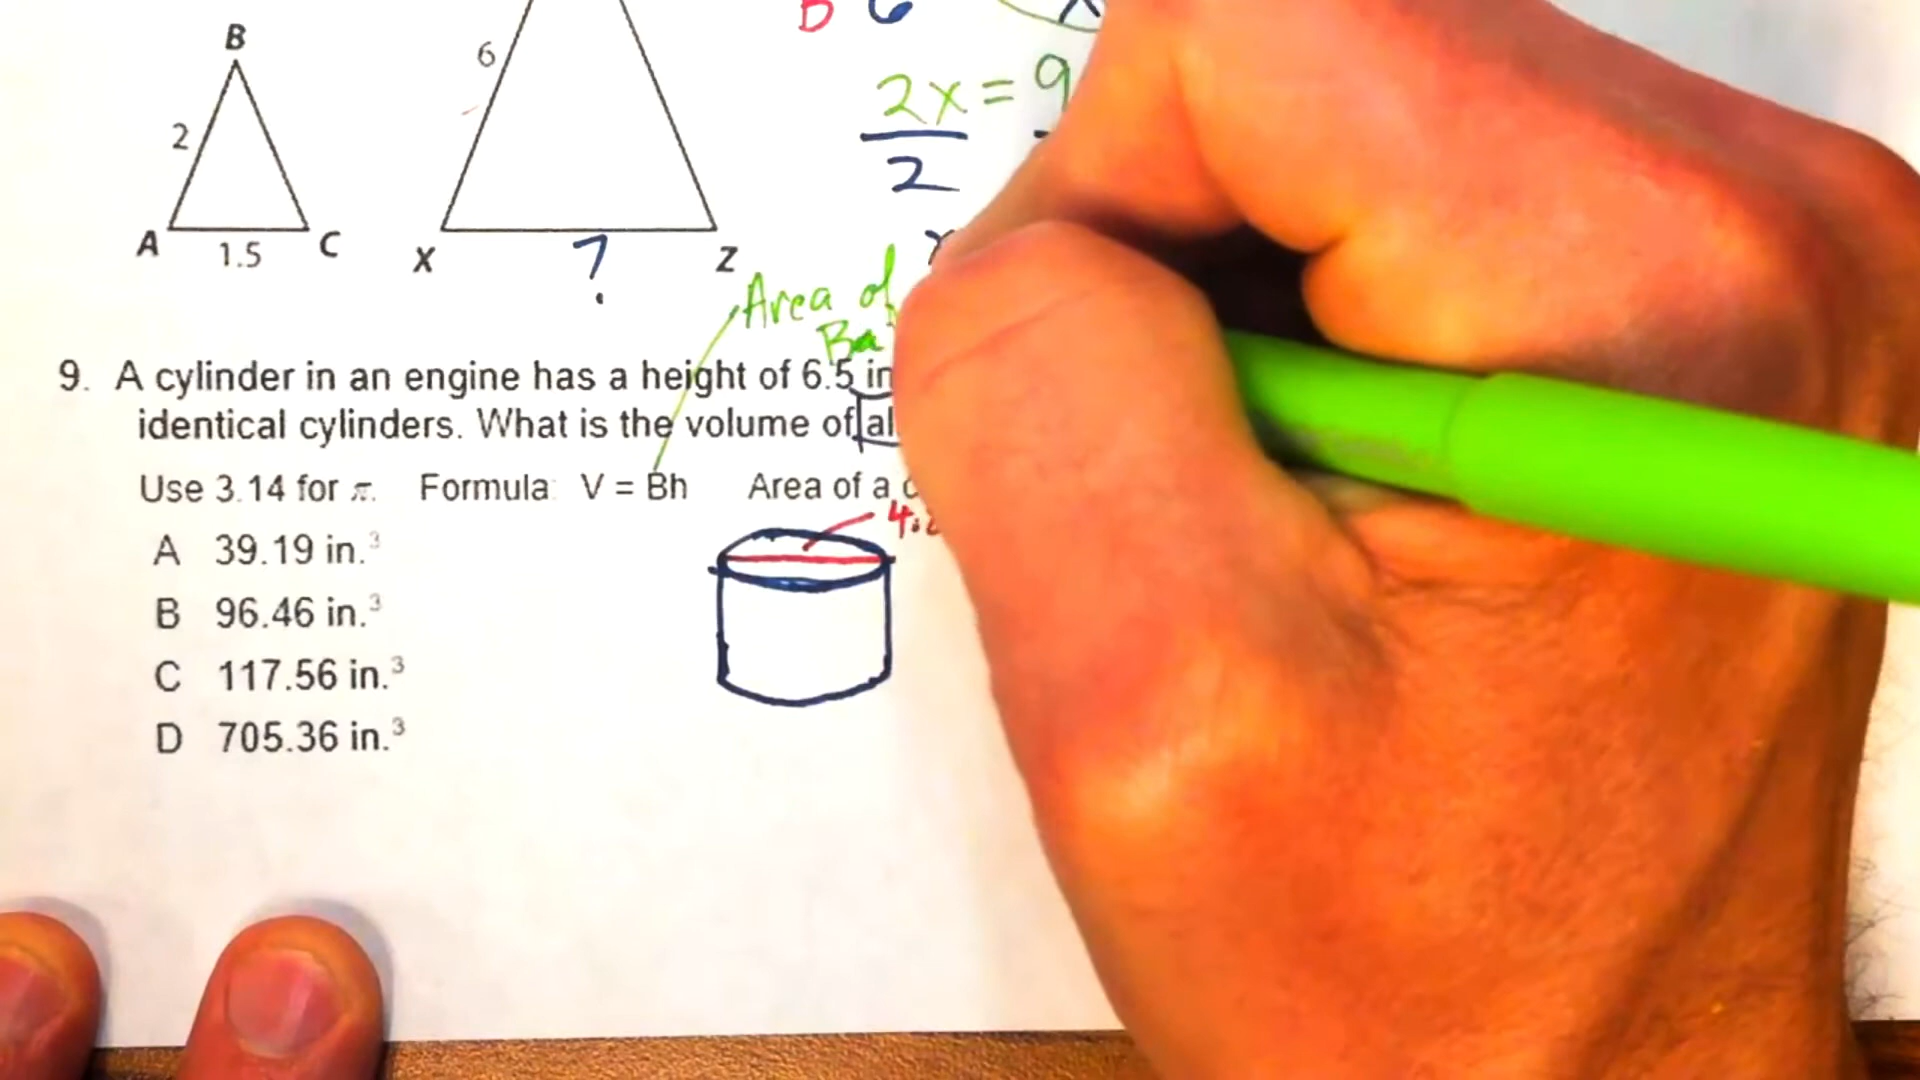 B
6
2
A
1.5
C
X
?
Z
6
2x = 9
2
Area of
Ba
9. A cylinder in an engine has a height of 6.5 in
identical cylinders. What is the volume of al
Use 3.14 for π. Formula: V = Bh Area of a
4.
A 39.19 in.³
B 96.46 in.³
C 117.56 in.³
D 705.36 in.³